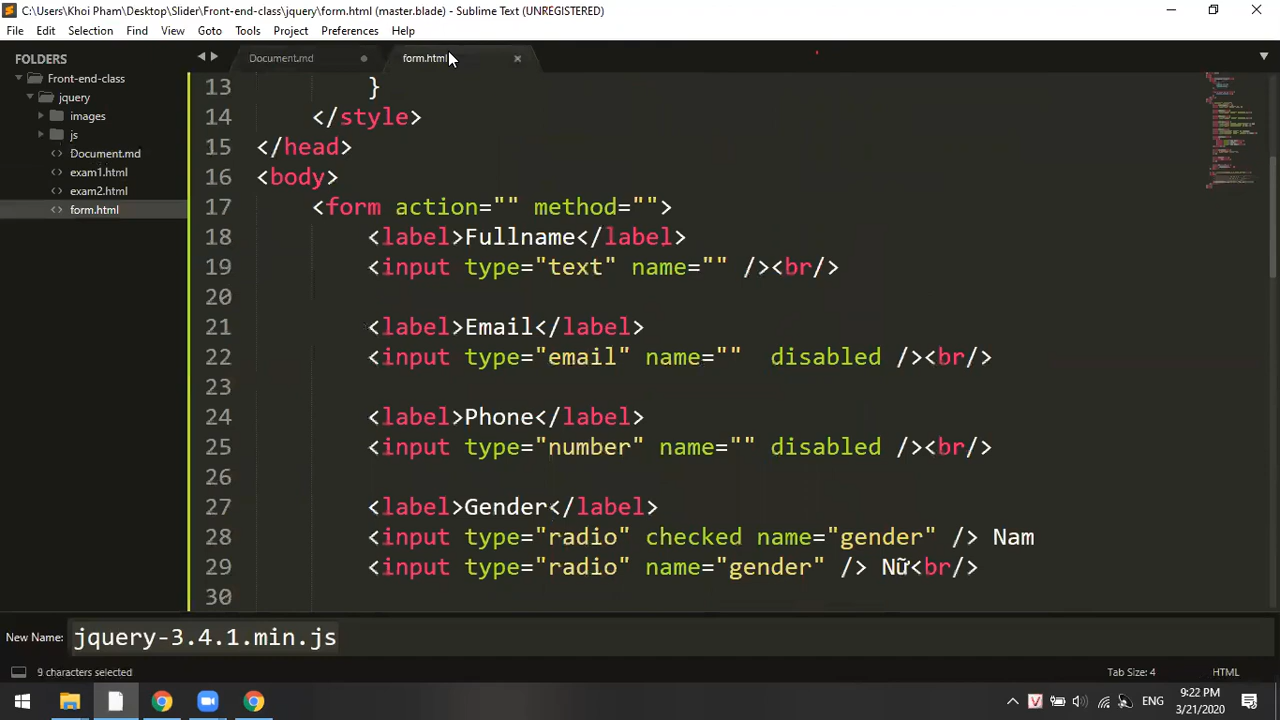 C:\Users\Khoi Pham\Desktop\Slider\Front-end-class\jquery\form.html (master.blade) - Sublime Text (UNREGISTERED)
File Edit Selection Find View Goto Tools Project Preferences Help
FOLDERS
Front-end-class
jquery
images
js
Document.md
exam1.html
exam2.html
form.html
Document.md form.html
13 }
14 </style>
15 </head>
16 <body>
17 <form action="" method="">
18 <label>Fullname</label>
19 <input type="text" name="" /><br/>
20
21 <label>Email</label>
22 <input type="email" name="" disabled /><br/>
23
24 <label>Phone</label>
25 <input type="number" name="" disabled /><br/>
26
27 <label>Gender</label>
28 <input type="radio" checked name="gender" /> Nam
29 <input type="radio" name="gender" /> Nữ<br/>
30
New Name: jquery-3.4.1.min.js
9 characters selected Tab Size: 4 HTML
ENG 9:22 PM
3/21/2020